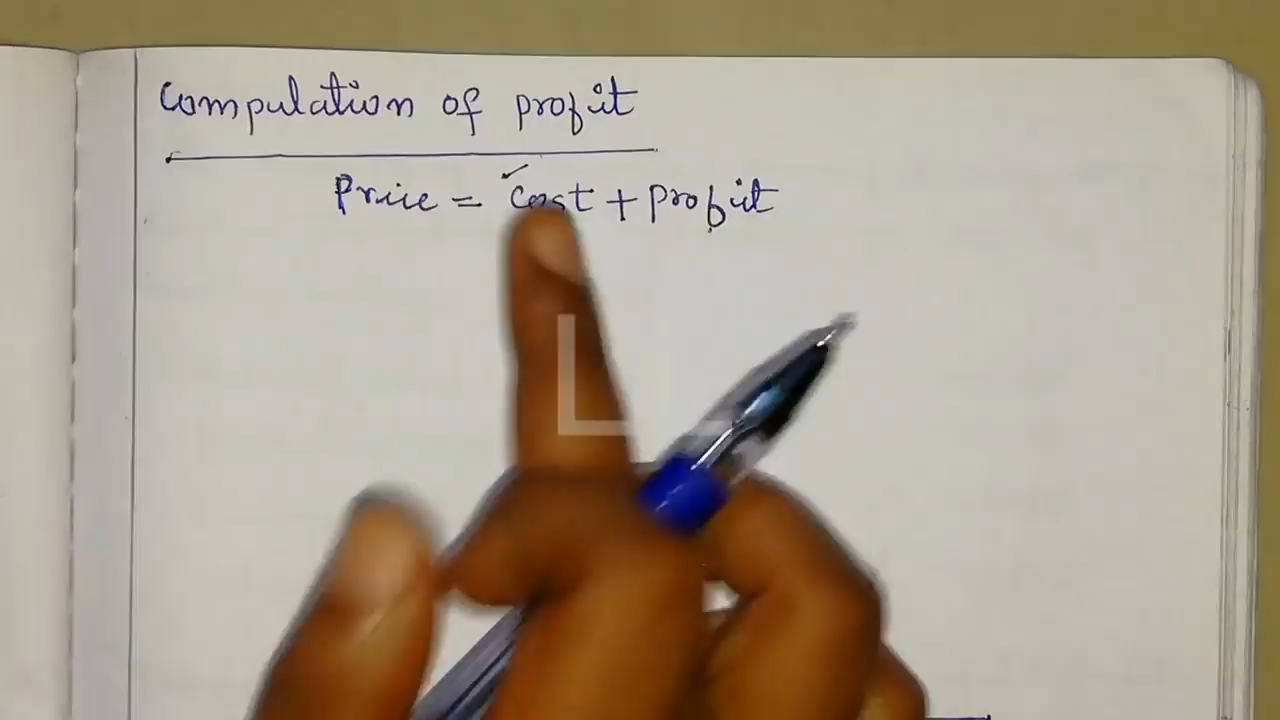 Computation of profit
Price = Cost + Profit